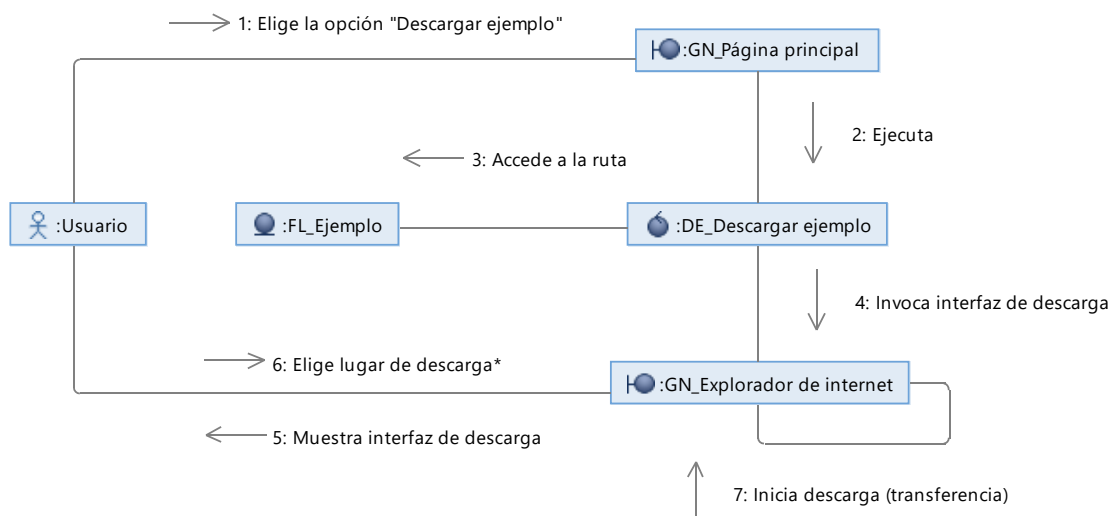 1: Elige la opción "Descargar ejemplo"
:GN_Página principal
2: Ejecuta
3: Accede a la ruta
:Usuario
:FL_Ejemplo
:DE_Descargar ejemplo
4: Invoca interfaz de descarga
6: Elige lugar de descarga*
:GN_Explorador de internet
5: Muestra interfaz de descarga
7: Inicia descarga (transferencia)